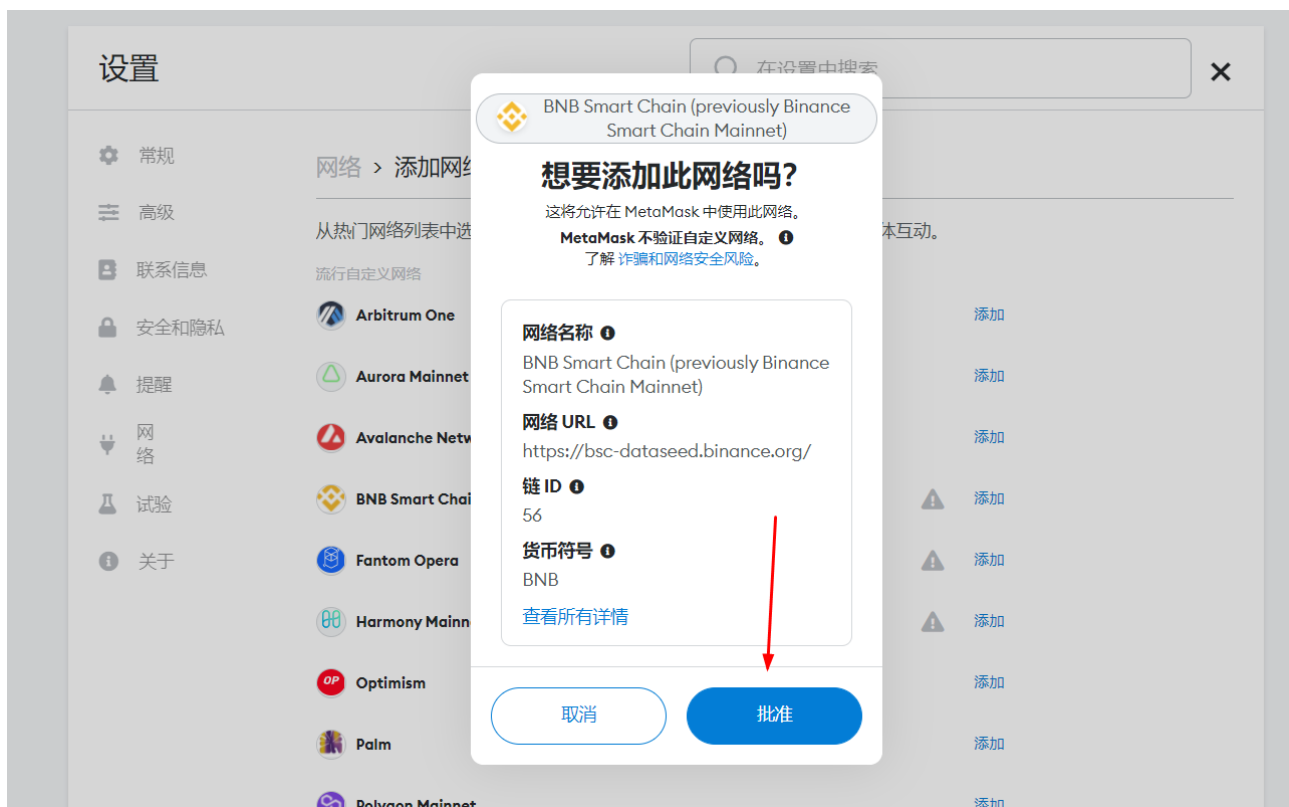 设置
在设置中搜索
常规
高级
联系信息
安全和隐私
提醒
网
络
试验
关于
网络 > 添加网络
从热门网络列表中选
体互动。
流行自定义网络
Arbitrum One
添加
Aurora Mainnet
添加
Avalanche Netw
添加
BNB Smart Chai
添加
Fantom Opera
添加
Harmony Mainn
添加
OP
Optimism
添加
Palm
添加
Polygon Mainnet
添加
BNB Smart Chain (previously Binance
Smart Chain Mainnet)
想要添加此网络吗?
这将允许在 MetaMask 中使用此网络。
MetaMask 不验证自定义网络。
了解 诈骗和网络安全风险。
网络名称
BNB Smart Chain (previously Binance
Smart Chain Mainnet)
网络 URL
https://bsc-dataseed.binance.org/
链 ID
56
货币符号
BNB
查看所有详情
取消
批准